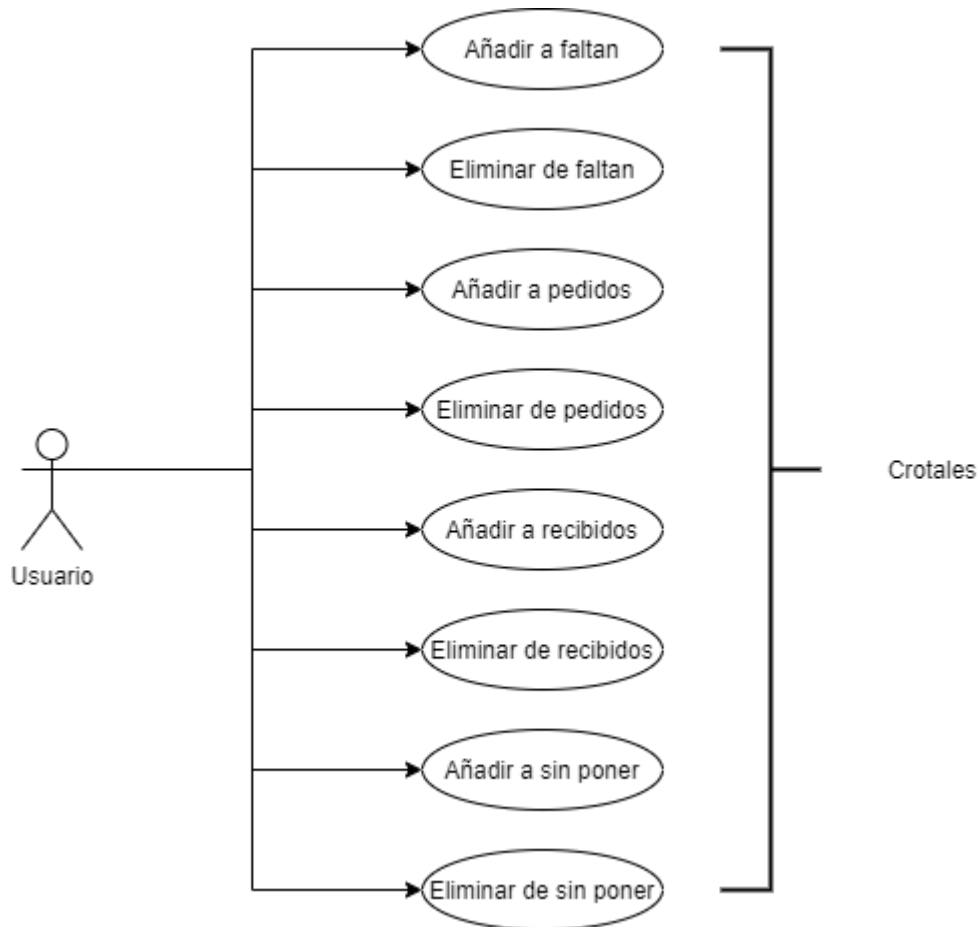 Añadir a faltan
Eliminar de faltan
Añadir a pedidos
Eliminar de pedidos
Crotales
Añadir a recibidos
Usuario
Eliminar de recibidos
Añadir a sin poner
Eliminar de sin poner